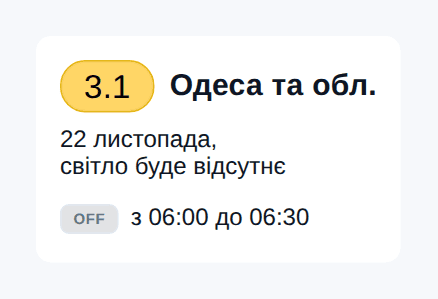 3.1 Одеса та обл.
22 листопада,
світло буде відсутнє
OFF з 06:00 до 06:30